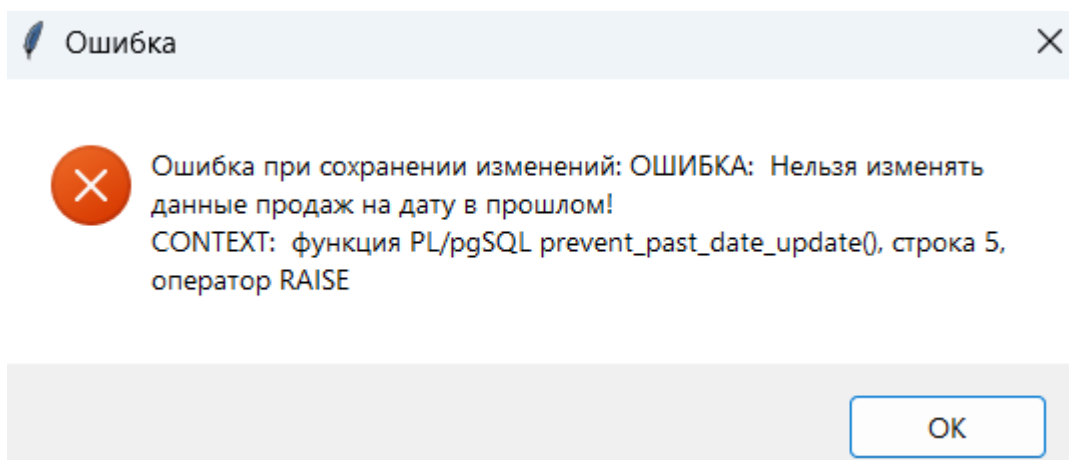 Ошибка
Ошибка при сохранении изменений: ОШИБКА:  Нельзя изменять
данные продаж на дату в прошлом!
CONTEXT:  функция PL/pgSQL prevent_past_date_update(), строка 5,
оператор RAISE
ОК